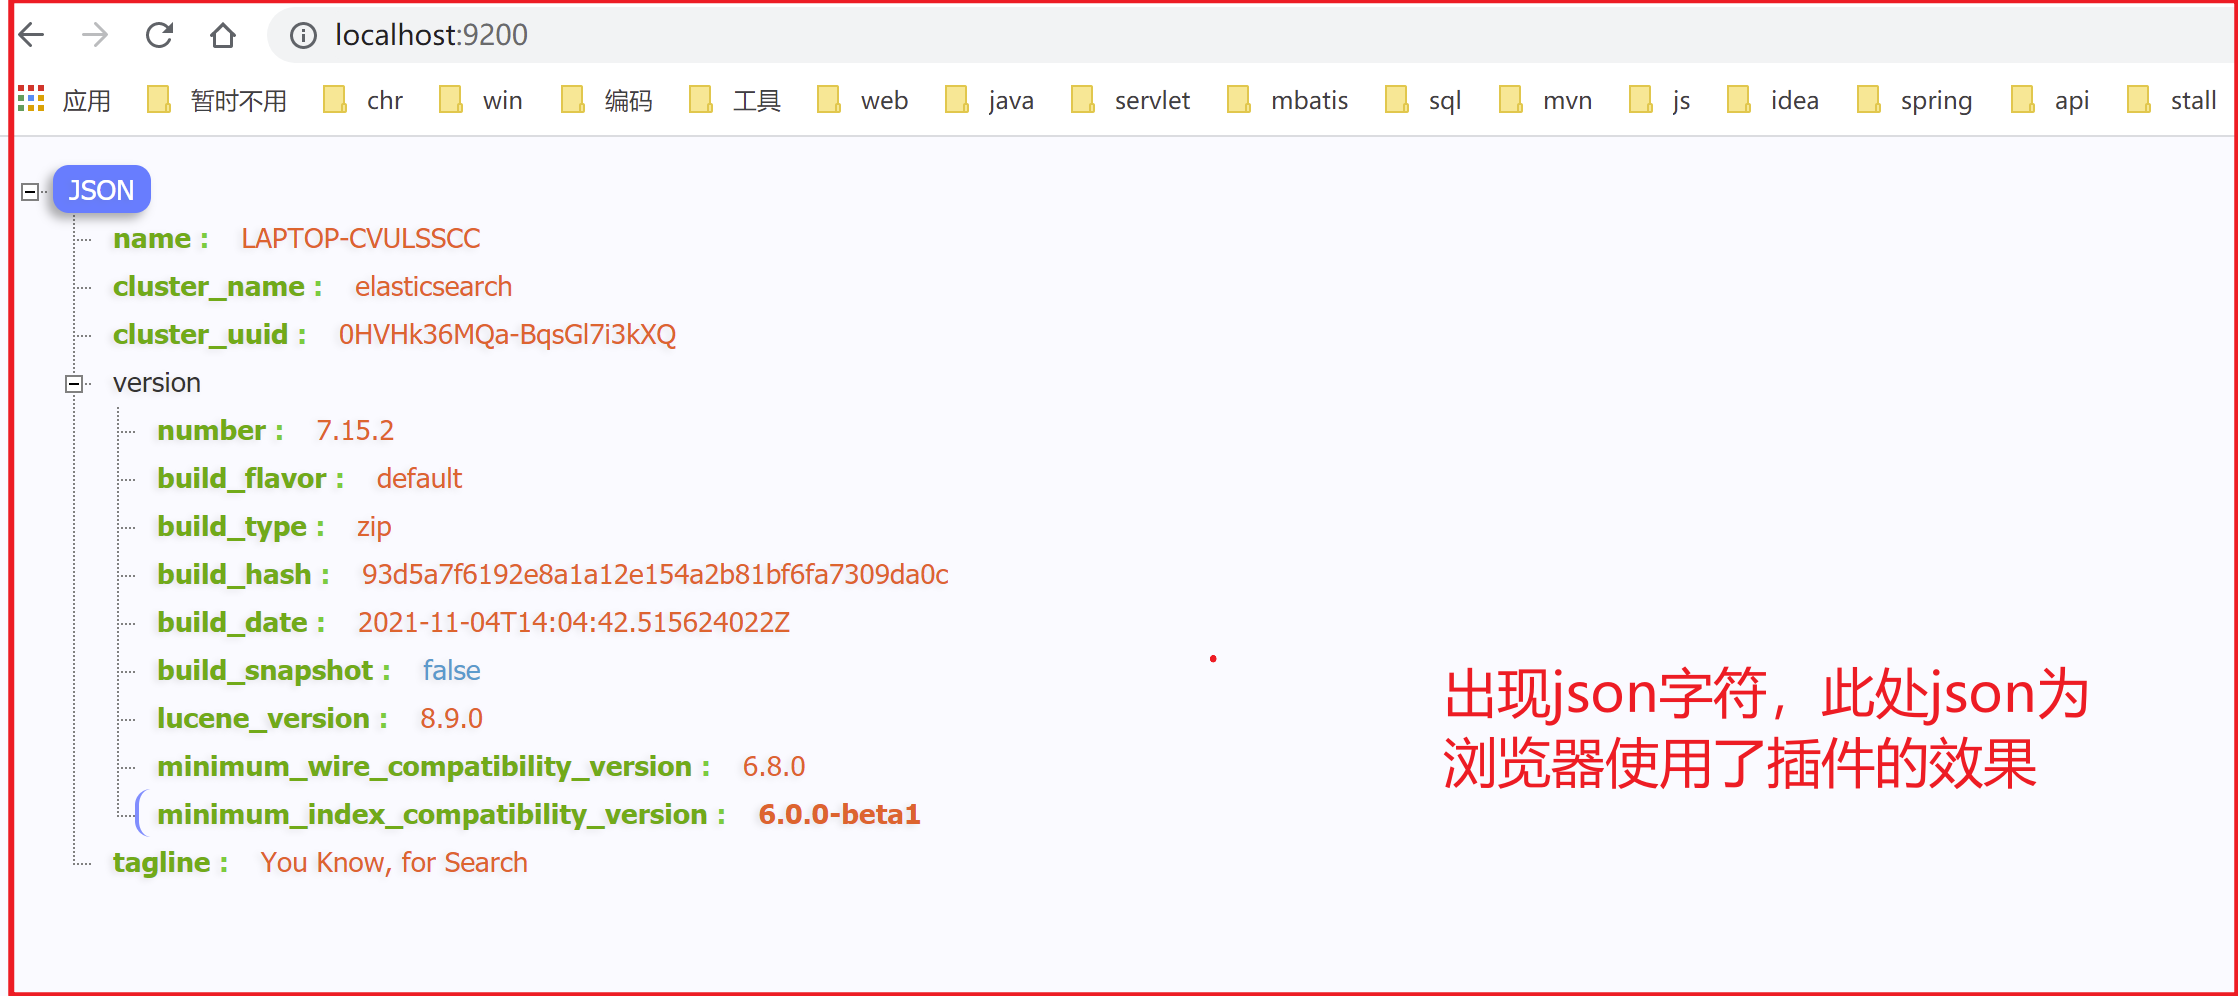 localhost:9200
应用 暂时不用 chr win 编码 工具 web java servlet mbatis sql mvn js idea spring api stall
JSON
name : LAPTOP-CVULSSCC
cluster_name : elasticsearch
cluster_uuid : 0HVHk36MQa-BqsGl7i3kXQ
version
number : 7.15.2
build_flavor : default
build_type : zip
build_hash : 93d5a7f6192e8a1a12e154a2b81bf6fa7309da0c
build_date : 2021-11-04T14:04:42.515624022Z
build_snapshot : false
lucene_version : 8.9.0
minimum_wire_compatibility_version : 6.8.0
minimum_index_compatibility_version : 6.0.0-beta1
tagline : You Know, for Search
出现json字符，此处json为
浏览器使用了插件的效果